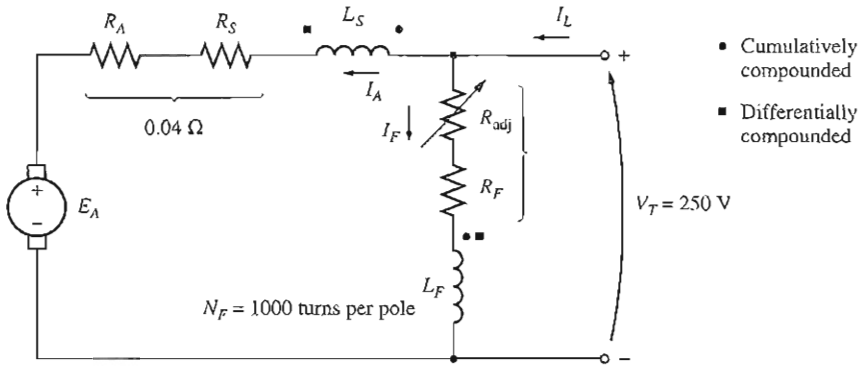 R_A
R_S
L_S
I_L
+
• Cumulatively
compounded
I_A
0.04 Ω
I_F
R_adj
■ Differentially
compounded
+
−
E_A
R_F
V_T = 250 V
L_F
N_F = 1000 turns per pole
−